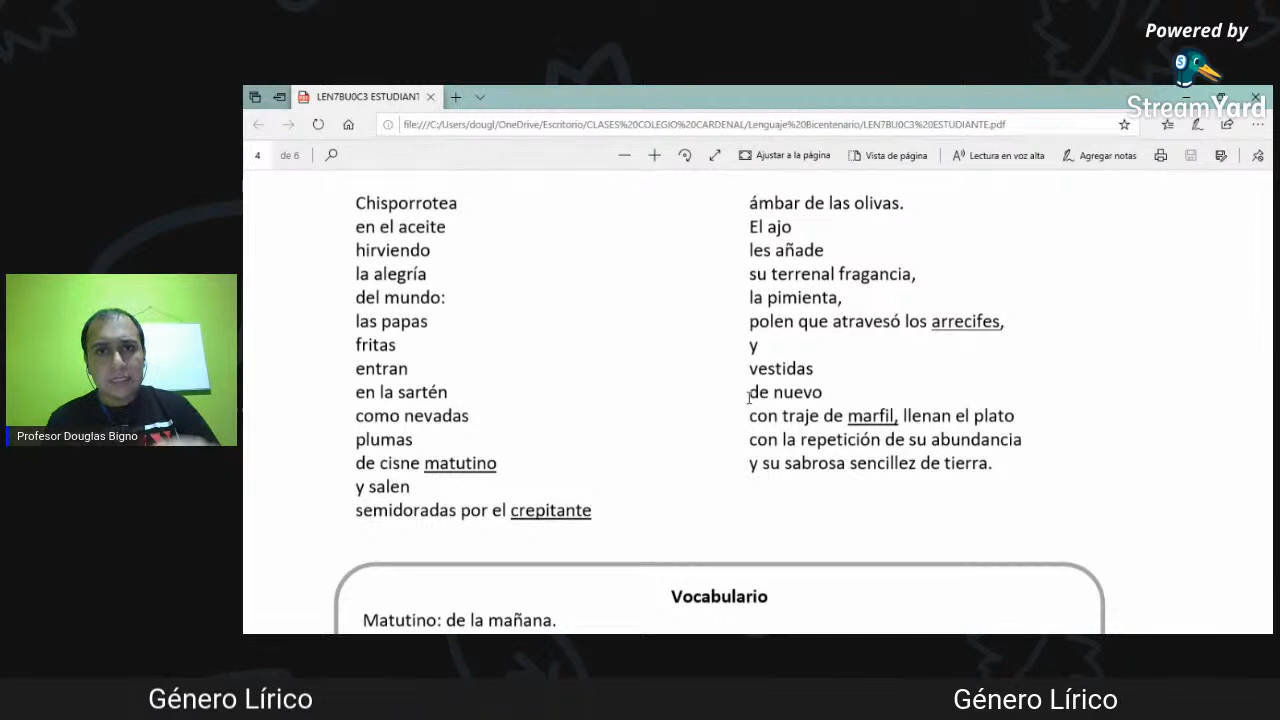 Powered by
StreamYard
LEN7BU0C3 ESTUDIANT
file:///C:/Users/dougl/OneDrive/Escritorio/CLASES%20COLEGIO%20CARDENAL/Lenguaje%20Bicentenario/LEN7BU0C3%20ESTUDIANTE.pdf
4 de 6
Ajustar a la página
Vista de página
Lectura en voz alta
Agregar notas
Chisporrotea
en el aceite
hirviendo
la alegría
del mundo:
las papas
fritas
entran
en la sartén
como nevadas
plumas
de cisne matutino
y salen
semidoradas por el crepitante
ámbar de las olivas.
El ajo
les añade
su terrenal fragancia,
la pimienta,
polen que atravesó los arrecifes,
y
vestidas
de nuevo
con traje de marfil, llenan el plato
con la repetición de su abundancia
y su sabrosa sencillez de tierra.
Vocabulario
Matutino: de la mañana.
Profesor Douglas Bigno
Género Lírico
Género Lírico